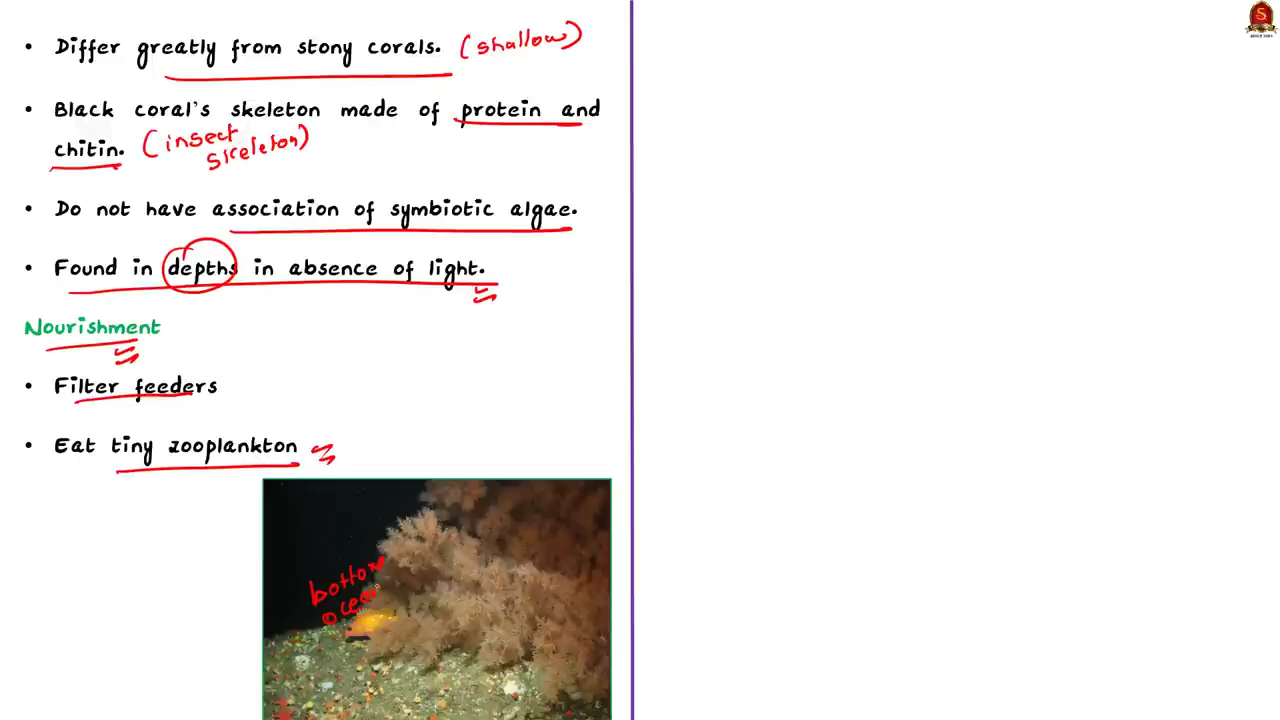 • Differ greatly from stony corals. (shallow)
• Black coral's skeleton made of protein and
chitin. (insect
skeleton)
• Do not have association of symbiotic algae.
• Found in depths in absence of light.
Nourishment
• Filter feeders
• Eat tiny zooplankton
bottom
ocean
S